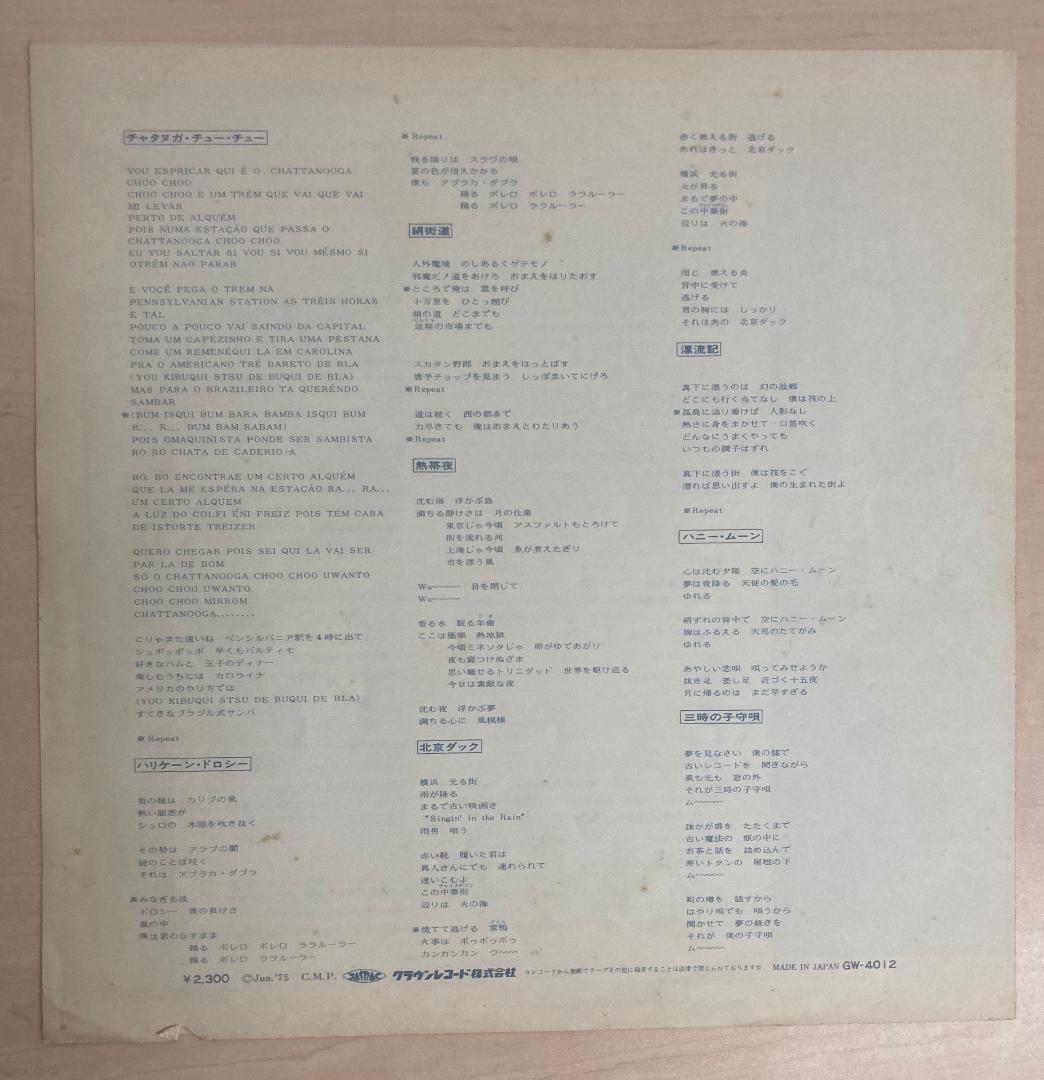 チャタヌガ・チュー・チュー
VOU ESPRICAR QUI É O CHATTANOOGA
CHOO CHOO
CHOO CHOO E UM TRÉM QUE VAI QUE VAI
MI LEVAR
PERTO DE ALQUÉM
POIS NUMA ESTAÇÃO QUE PASSA O
CHATTANOOGA CHOO CHOO
EU VOU SALTAR SI VOU SI VOU MÉSMO SI
OTRÉM NAO PARAR
E VOÇÉ PEGA O TREM NA
PENNSYLVANIAN STATION AS TRÉIS HORAS
E TAL
POUCO A POUCO VAI SAINDO DA CAPITAL
TOMA UM CAFÉZINHO E TIRA UMA PESTANA
COME UM REMENÉQUI LA EM CAROLINA
PRA O AMERICANO TRÉ BARETO DE BLA
(YOU KIBUQUI STSU DE BUQUI DE BLA)
MAS PARA O BRAZILEIRO TA QUERÉNDO
SAMBAR
※(BUM ISQUI BUM BARA BAMBA ISQUI BUM
R... R... BUM BAM RABAM)
POIS OMAQUINISTA PONDE SER SAMBISTA
RO RO CHATA DE CADERIO-A
BO. BO ENCONTRAE UM CERTO ALQUÉM
QUE LA ME ESPÉRA NA ESTAÇÃO RA... RA...
UM CERTO ALQUEM
A LUZ DO COLFI ÉNI FREIZ POIS TEM CARA
DE ISTORTE TREIZER
QUERO CHEGAR POIS SEI QUI LA VAI SER
PAR LA DE BOM
SÓ O CHATTANOOGA CHOO CHOO UWANTO
CHOO CHOO UWANTO
CHOO CHOO MIRROM
CHATTANOOGA........
こりゃまた遠いね ペンシルバニア駅を4時に出て
シュポッポッポ 早くもバルティモ
好きなハムと 玉子のディナー
楽しむうちには カロライナ
アメリカのやり方では
(YOU KIBUQUI STSU DE BUQUI DE BLA)
すてきなブラジル式サンバ
※ Repeat
ハリケーン・ドロシー
君の瞳は カリブの風
熱い眼差が
シュロの 木陰を吹き抜く
その唇は アラブの闇
謎のことば呟く
それは アブラカ・ダブラ
※みなぎる波
ドロシー 僕の負けさ
嵐の中
僕は君のなすまま
踊る ボレロ ボレロ ララルーラー
踊る ボレロ ララルーラー
※ Repeat
残る陰りは スラヴの唄
夏の色が消えかかる
僕も アブラカ・ダブラ
踊る ボレロ ボレロ ララルーラー
踊る ボレロ ララルーラー
絹街道
人外魔境 のしあるくゲテモノ
邪魔だ!道をあけろ おまえをはりたおす
※ところで俺は 雲を呼び
十万里を ひとっ翔び
絹の道 どこまでも
波斯の市場までも
スカタン野郎 おまえをはっとばす
唐手チョップを見まう しっぽまいてにげろ
※Repeat
道は続く 西の都まで
力尽きても 俺はおまえとわたりあう
※Repeat
熱帯夜
沈む海 浮かぶ島
満ちる静けさは 月の仕業
東京じゃ今頃 アスファルトもとろけて
街を流れる河
上海じゃ今頃 魚が煮えたぎり
市を漂う風
Wu~~~~ 目を閉じて
Wu~~~~
香る水 眠る羊歯
ここは極楽 熱地獄
今頃ミネソタじゃ 卵がゆであがり
夜も寝つけぬざま
思い馳せるトリニダッド 世界を駆け巡る
今日は素敵な夜
沈む夜 浮かぶ夢
満ちる心に 風模様
北京ダック
横浜 光る街
雨が降る
まるで古い映画さ
"Singin' in the Rain"
雨男 唄う
赤い靴 履いた君は
異人さんにでも 連れられて
迷いこむよ
この中華街
辺りは 火の海
※慌てて逃げる 家鴨
火事は ボゥボゥボゥ
カンカンカン ウ~~
赤く燃える街 逃げる
あれはきっと 北京ダック
横浜 光る街
火が昇る
まるで夢の中
この中華街
辺りは 火の海
※Repeat
雨と 燃える炎
背中に受けて
逃げる
君の胸には しっかり
それはあの 北京ダック
漂流記
真下に漂うのは 幻の故郷
どこにも行く当てなし 僕は筏の上
※孤島に辿り着けば 人影なし
熱さに身をまかせて 口笛吹く
どんなにうまくやっても
いつもの調子はずれ
真下に漂う街 僕は筏をこぐ
潜れば思い出すよ 僕の生まれた街よ
※Repeat
ハニー・ムーン
心は沈む夕陽 空にハニー・ムーン
夢は夜降る 天使の髪の毛
ゆれる
絹ずれの背中で 空にハニー・ムーン
胸はふるえる 天馬のたてがみ
ゆれる
あやしい恋唄 唄ってみせようか
抜き足 差し足 近づく十五夜
月に帰るのは まだ早すぎる
三時の子守唄
夢を見なさい 僕の膝で
古いレコードを 聞きながら
風も光も 窓の外
それが三時の子守唄
ム~~~~
誰かが扉を たたくまで
古い魔法の 瓶の中に
お茶と話を 詰め込んで
寒いトタンの 屋根の下
ム~~~~
町の噂を 話すから
はやり唄でも 唄うから
聞かせて 夢の続きを
それが 僕の子守唄
ム~~~~
¥2,300 ©Jun.'75 C.M.P. JASRAC クラウンレコード株式会社 ☆レコードから無断でテープその他に録音することは法律で禁じられております☆ MADE IN JAPAN GW-4012